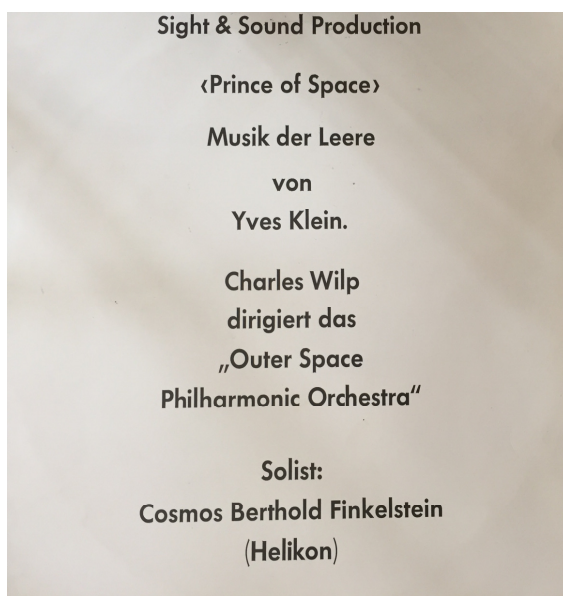 Sight & Sound Production
‹Prince of Space›
Musik der Leere
von
Yves Klein.
Charles Wilp
dirigiert das
„Outer Space
Philharmonic Orchestra“
Solist:
Cosmos Berthold Finkelstein
(Helikon)